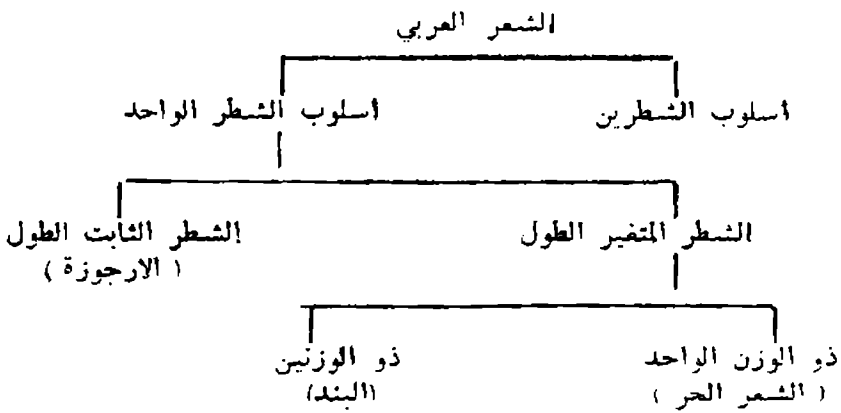 الشعر العربي
أسلوب الشطرين
أسلوب الشطر الواحد
الشطر المتغير الطول
الشطر الثابت الطول
( الارجوزة )
ذو الوزن الواحد
( الشعر الحر )
ذو الوزنين
(البند)